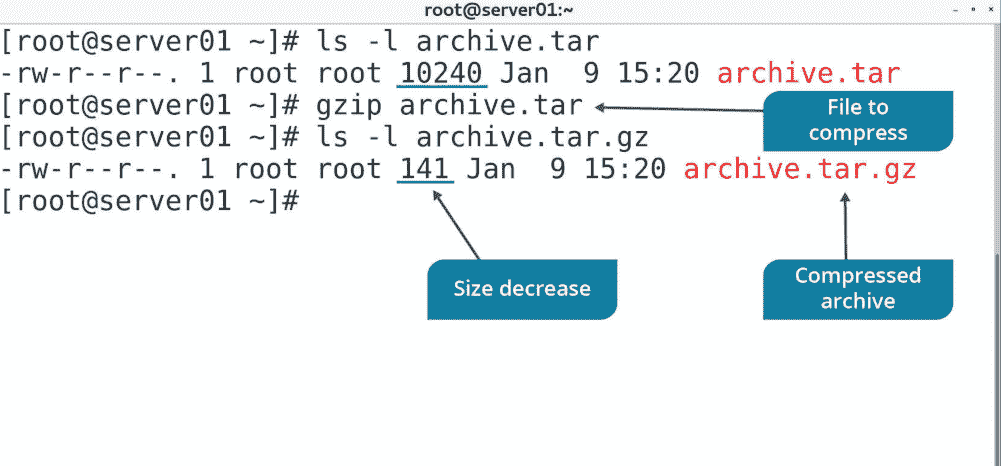 root@server01:~
[root@server01 ~]# ls -l archive.tar
-rw-r--r--. 1 root root 10240 Jan  9 15:20 archive.tar
[root@server01 ~]# gzip archive.tar
[root@server01 ~]# ls -l archive.tar.gz
-rw-r--r--. 1 root root 141 Jan  9 15:20 archive.tar.gz
[root@server01 ~]#
File to
compress
Size decrease
Compressed
archive